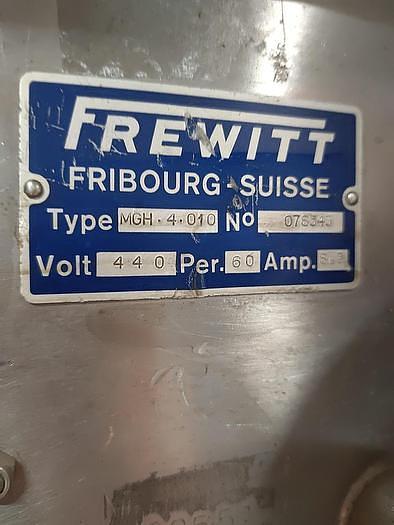 FREWITT
FRIBOURG·SUISSE
Type MGH·4·010 No
Volt 440 Per. 60 Amp.